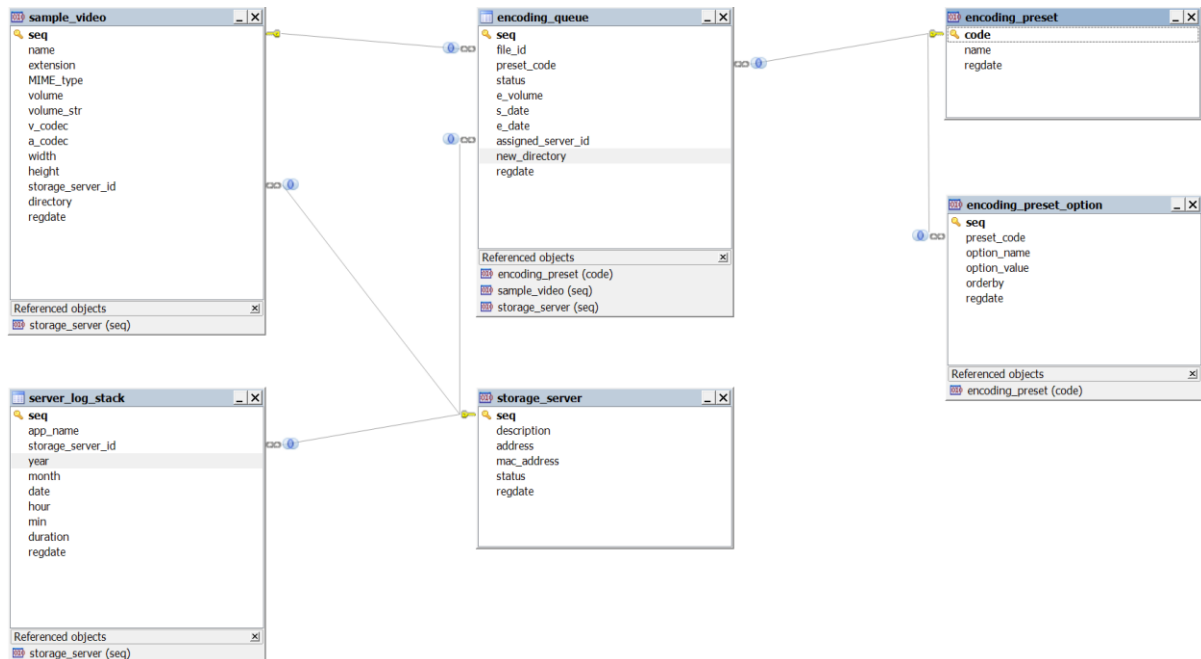 sample_video
seq
name
extension
MIME_type
volume
volume_str
v_codec
a_codec
width
height
storage_server_id
directory
regdate
Referenced objects
storage_server (seq)
encoding_queue
seq
file_id
preset_code
status
e_volume
s_date
e_date
assigned_server_id
new_directory
regdate
Referenced objects
encoding_preset (code)
sample_video (seq)
storage_server (seq)
encoding_preset
code
name
regdate
encoding_preset_option
seq
preset_code
option_name
option_value
orderby
regdate
Referenced objects
encoding_preset (code)
server_log_stack
seq
app_name
storage_server_id
year
month
date
hour
min
duration
regdate
Referenced objects
storage_server (seq)
storage_server
seq
description
address
mac_address
status
regdate